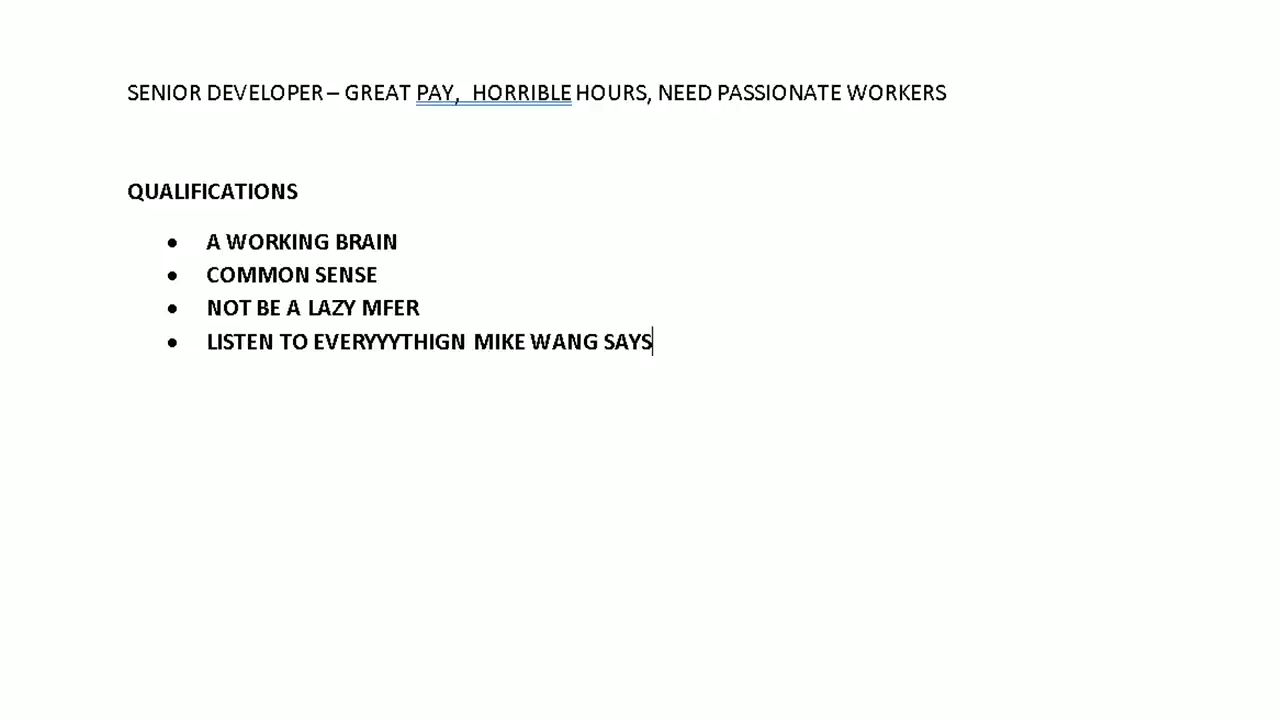 SENIOR DEVELOPER – GREAT PAY,  HORRIBLE HOURS, NEED PASSIONATE WORKERS
QUALIFICATIONS
• A WORKING BRAIN
• COMMON SENSE
• NOT BE A LAZY MFER
• LISTEN TO EVERYYYTHIGN MIKE WANG SAYS